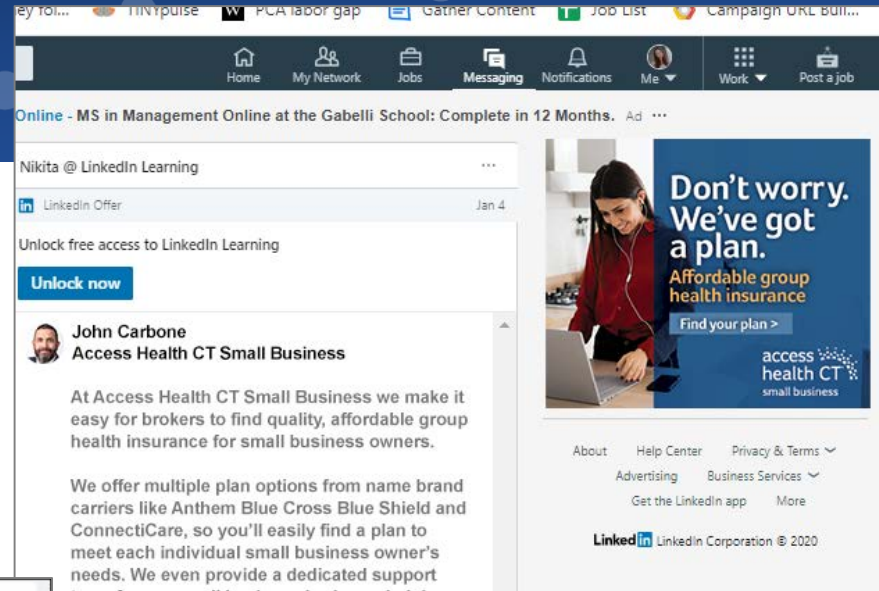 TINYpulse W PCA labor gap Gather Content Job List Campaign URL Buil...
Home My Network Jobs Messaging Notifications Me Work Post a job
Online - MS in Management Online at the Gabelli School: Complete in 12 Months. Ad ...
Nikita @ LinkedIn Learning ...
in LinkedIn Offer Jan 4
Unlock free access to LinkedIn Learning
Unlock now
John Carbone
Access Health CT Small Business
At Access Health CT Small Business we make it
easy for brokers to find quality, affordable group
health insurance for small business owners.
We offer multiple plan options from name brand
carriers like Anthem Blue Cross Blue Shield and
ConnectiCare, so you'll easily find a plan to
meet each individual small business owner's
needs. We even provide a dedicated support
Don't worry.
We've got
a plan.
Affordable group
health insurance
Find your plan >
access
health CT
small business
About Help Center Privacy & Terms
Advertising Business Services
Get the LinkedIn app More
Linked in LinkedIn Corporation © 2020